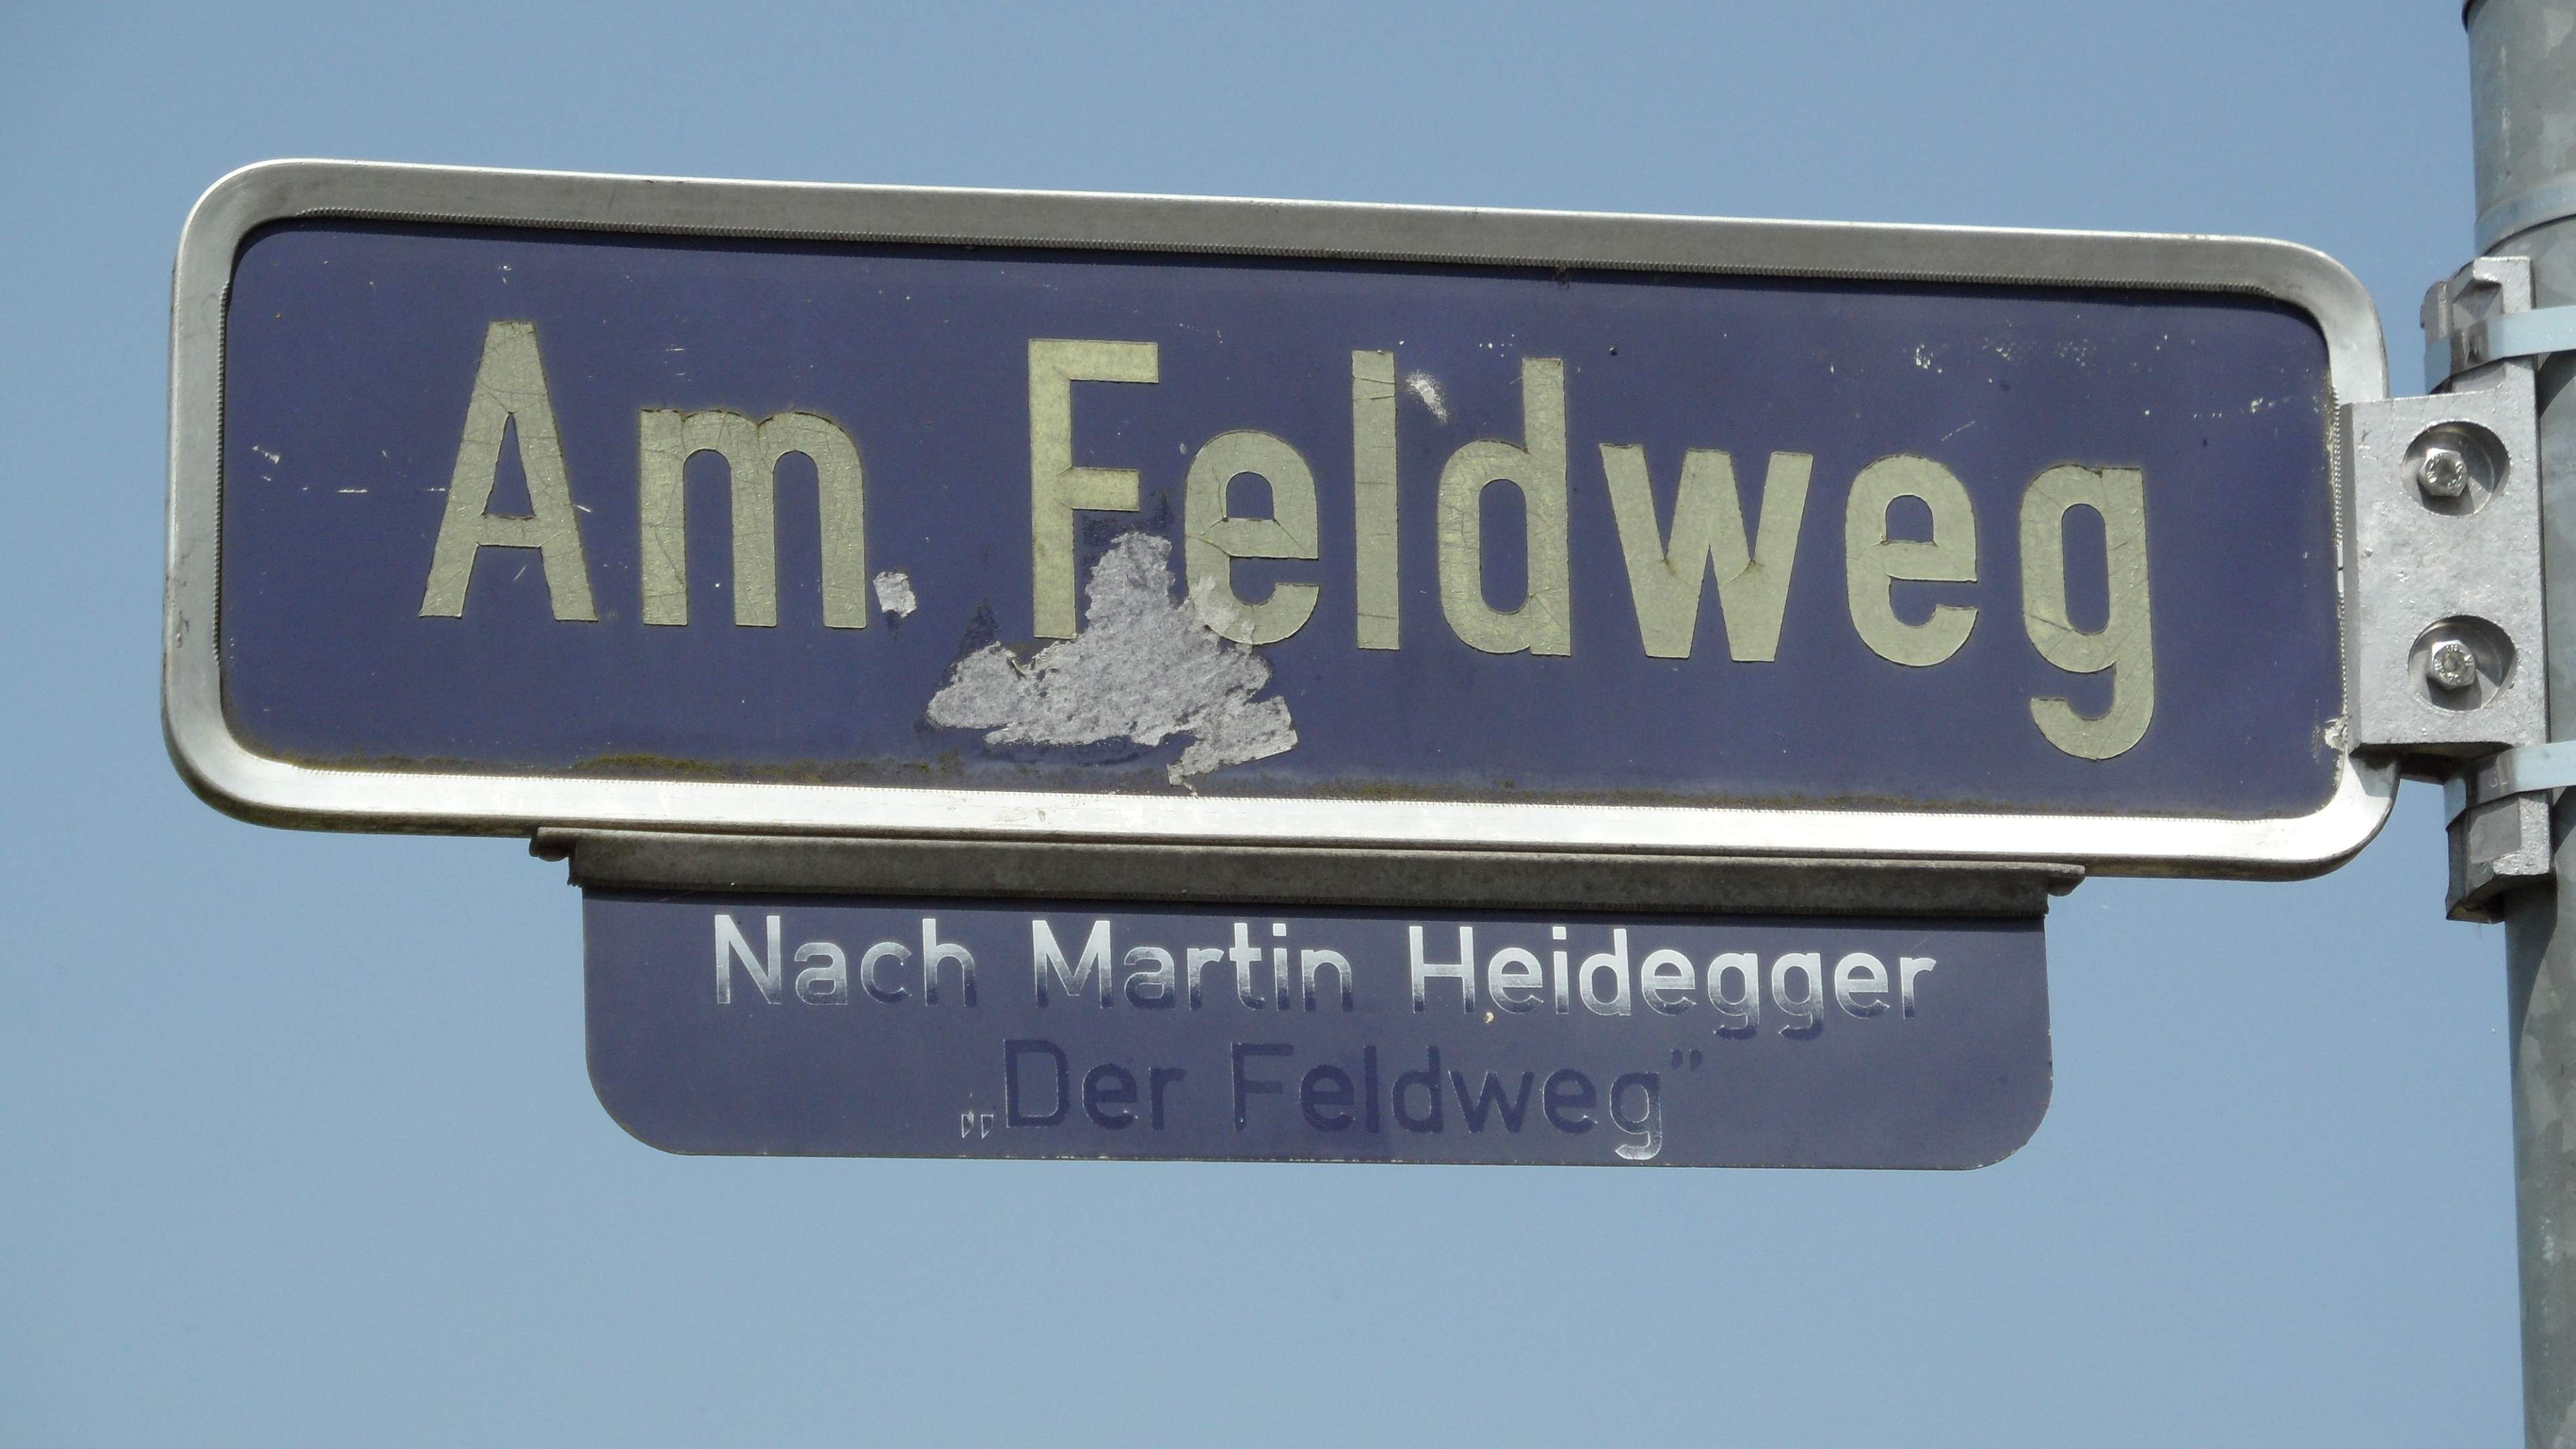 Am Feldweg
Nach Martin Heidegger
„Der Feldweg”